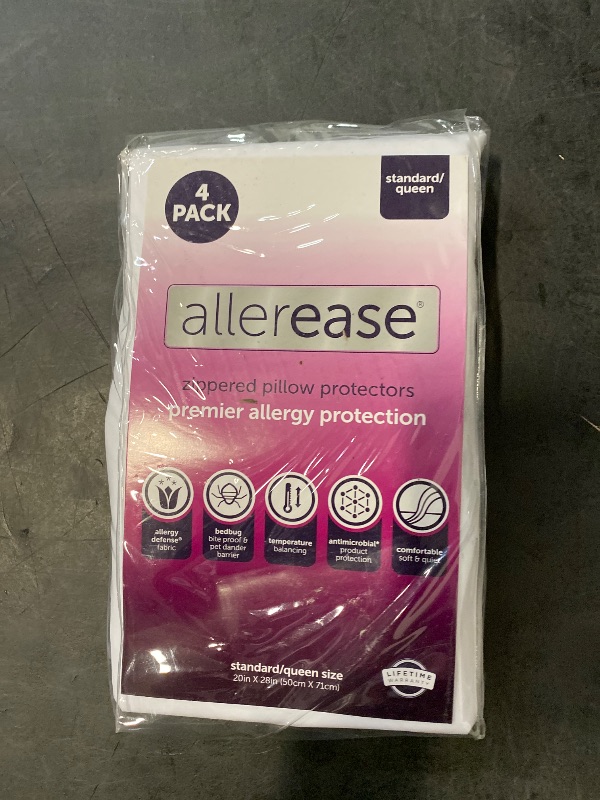 4
PACK
standard/
queen
allerease®
zippered pillow protectors
premier allergy protection
allergy
defense®
fabric
bedbug
bite proof &
pet dander
barrier
temperature
balancing
antimicrobial*
product
protection
comfortable
soft & quiet
standard/queen size
20in X 28in (50cm X 71cm)
LIFETIME
WARRANTY